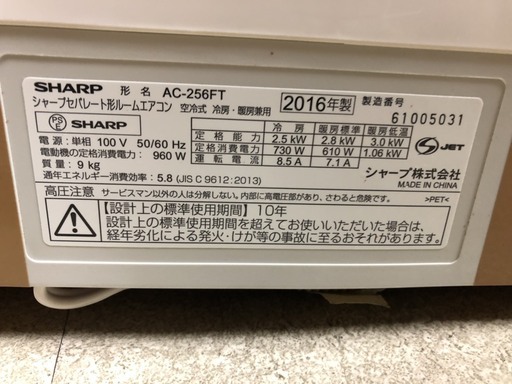 SHARP 形名 AC-256FT
シャープセパレート形ルームエアコン 空冷式 冷房・暖房兼用
2016年製 製造番号
61005031
PS E SHARP
電源：単相 100 V 50/60 Hz
電動機の定格消費電力： 960 W
質量：9 kg
通年エネルギー消費効率：5.8 (JIS C 9612:2013)
冷房 暖房標準 暖房低温
定格能力 2.5 kW 2.8 kW 3.0 kW
定格消費電力 730 W 610 W 1.06 kW
運転電流 8.5 A 7.1 A
S JET
シャープ株式会社
MADE IN CHINA
高圧注意 サービスマン以外の人は分解しない。内部に高電圧部があり、さわると危険。
>PET<
【設計上の標準使用期間】10年
設計上の標準使用期間を超えてお使いいただいた場合は、
経年劣化による発火・けが等の事故に至るおそれがあります。